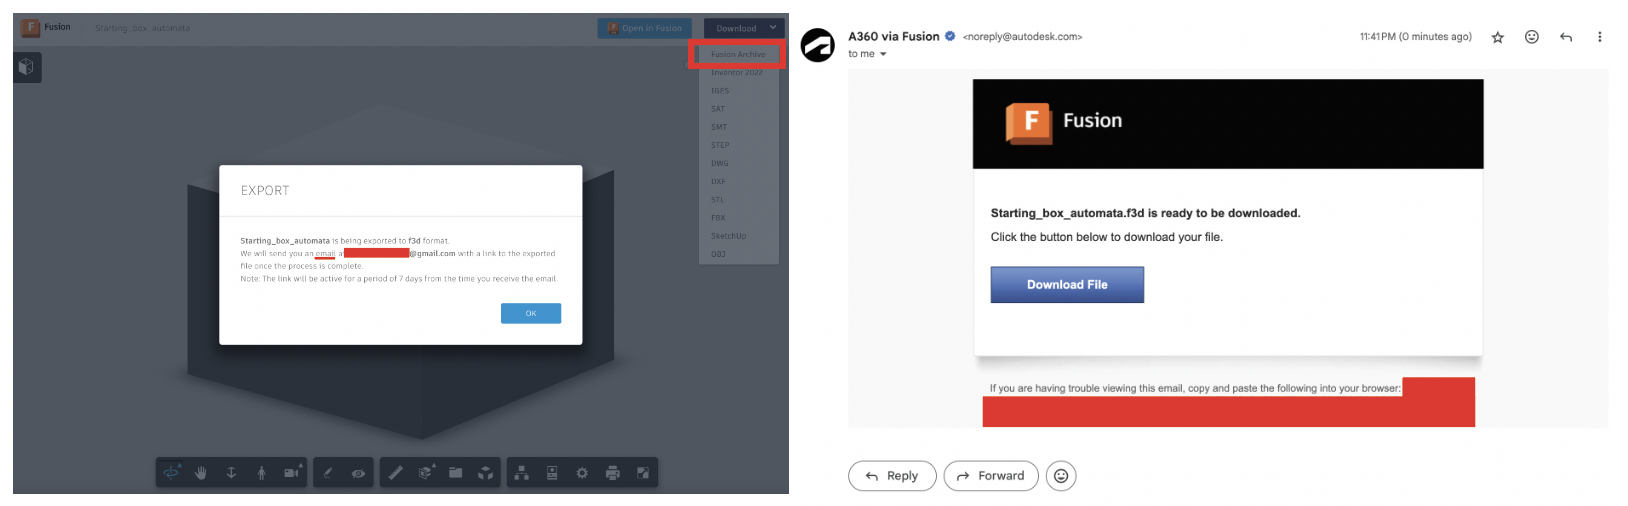 Fusion
Starting_box_automata
Open in Fusion
Download
Fusion Archive
Inventor 2022
IGES
SAT
SMT
STEP
DWG
DXF
STL
FBX
SketchUp
OBJ
EXPORT
Starting_box_automata is being exported to f3d format.
We will send you an email a @gmail.com with a link to the exported
file once the process is complete.
Note: The link will be active for a period of 7 days from the time you receive the email.
OK
A360 via Fusion <noreply@autodesk.com>
11:41 PM (0 minutes ago)
to me
F Fusion
Starting_box_automata.f3d is ready to be downloaded.
Click the button below to download your file.
Download File
If you are having trouble viewing this email, copy and paste the following into your browser:
Reply
Forward